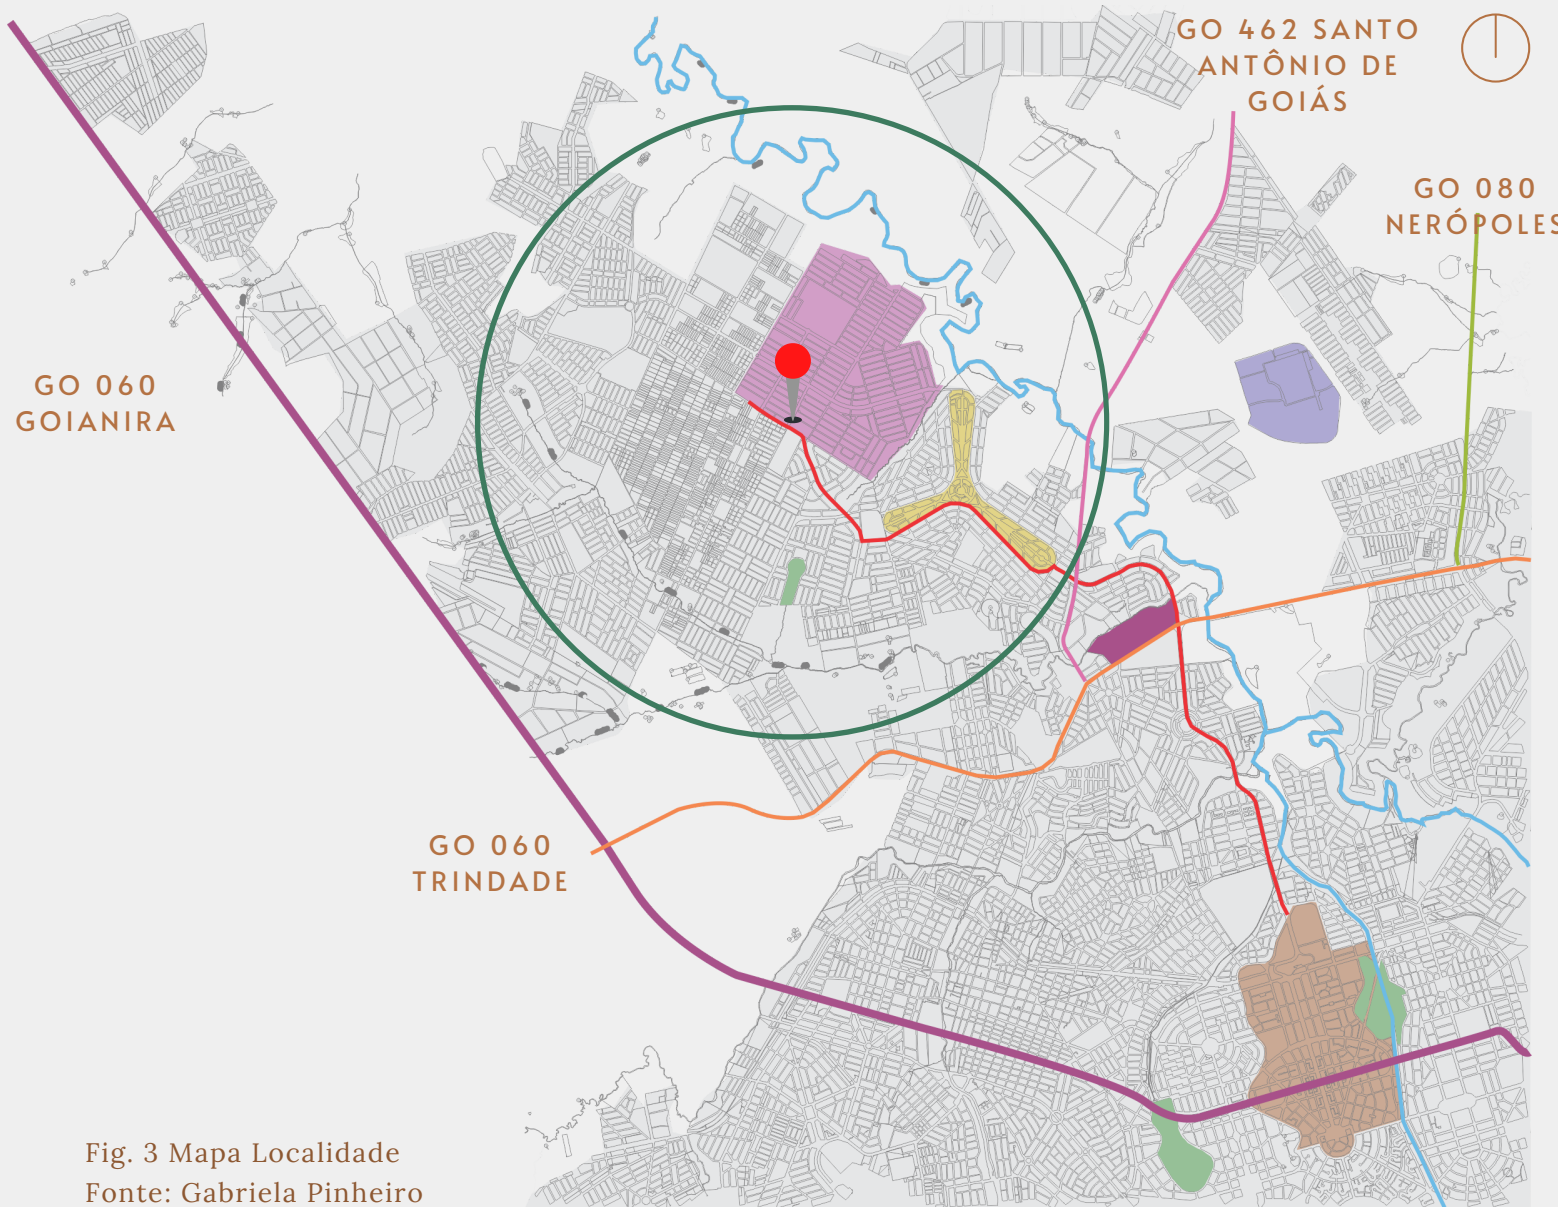 GO 462 SANTO
ANTÔNIO DE
GOIÁS
GO 080
NERÓPOLES
GO 060
GOIANIRA
GO 060
TRINDADE
Fig. 3 Mapa Localidade
Fonte: Gabriela Pinheiro